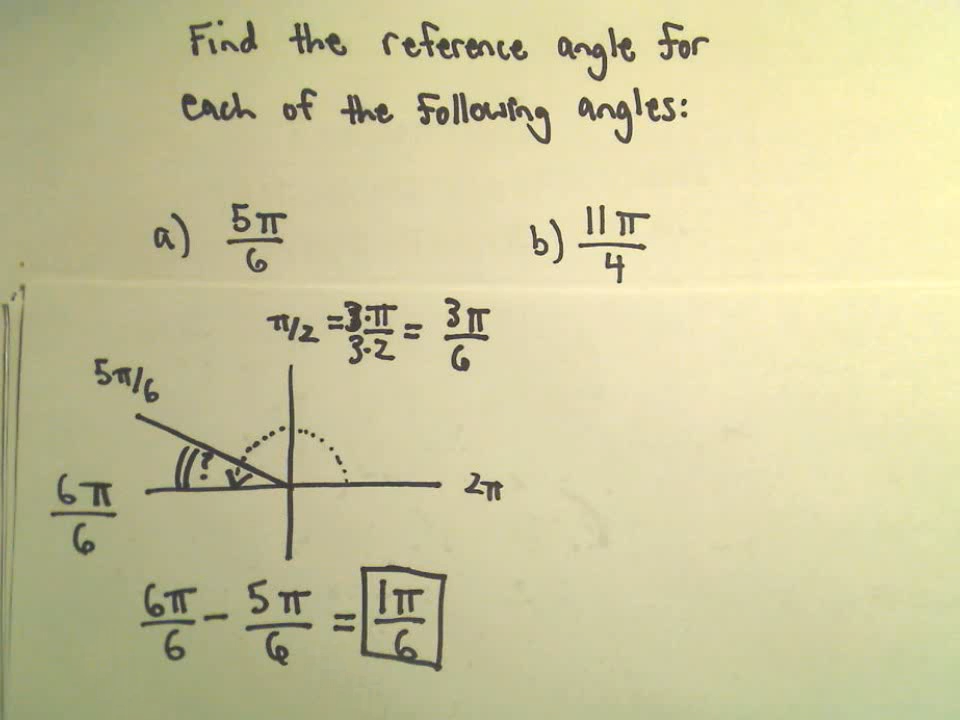 Find the reference angle for
each of the following angles:
a) 5π/6 b) 11π/4
π/2 = 3·π/3·2 = 3π/6
5π/6
?
2π
6π/6
6π/6 - 5π/6 = 1π/6